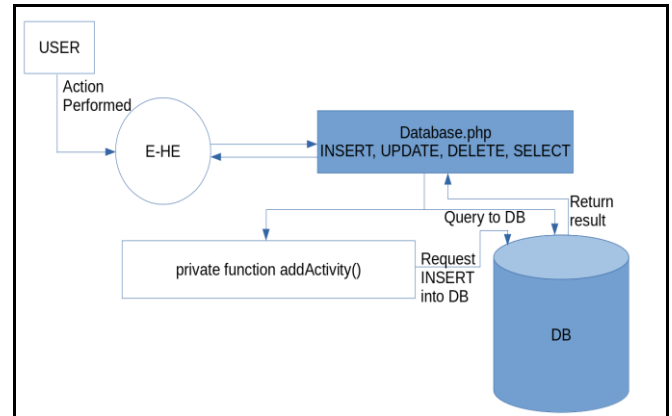 USER
Action
Performed
E-HE
Database.php
INSERT, UPDATE, DELETE, SELECT
Query to DB
Return
result
private function addActivity()
Request
INSERT
into DB
DB